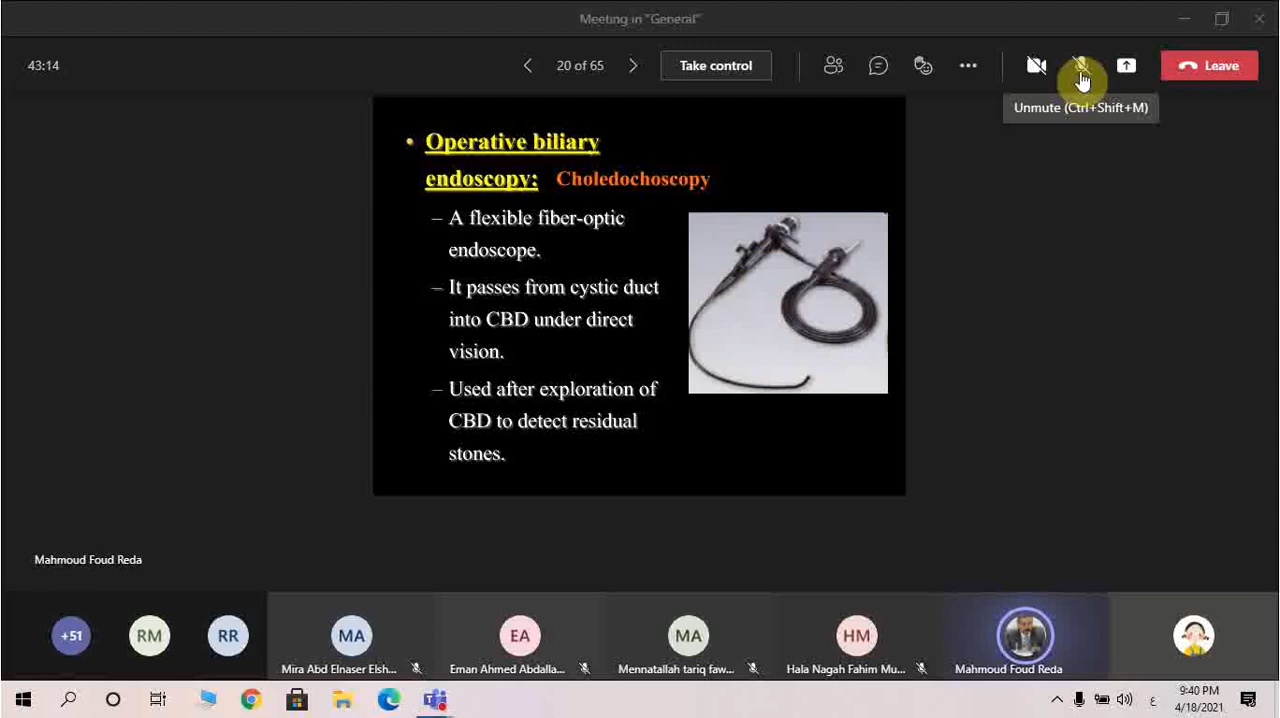 Meeting in "General"
43:14
20 of 65
Take control
Leave
Unmute (Ctrl+Shift+M)
• Operative biliary
endoscopy: Choledochoscopy
– A flexible fiber-optic
endoscope.
– It passes from cystic duct
into CBD under direct
vision.
– Used after exploration of
CBD to detect residual
stones.
Mahmoud Foud Reda
+51
RM
RR
MA
EA
MA
HM
Mira Abd Elnaser Elsh...
Eman Ahmed Abdalla...
Mennatallah tariq faw...
Hala Nagah Fahim Mu...
Mahmoud Foud Reda
ع
9:40 PM
4/18/2021